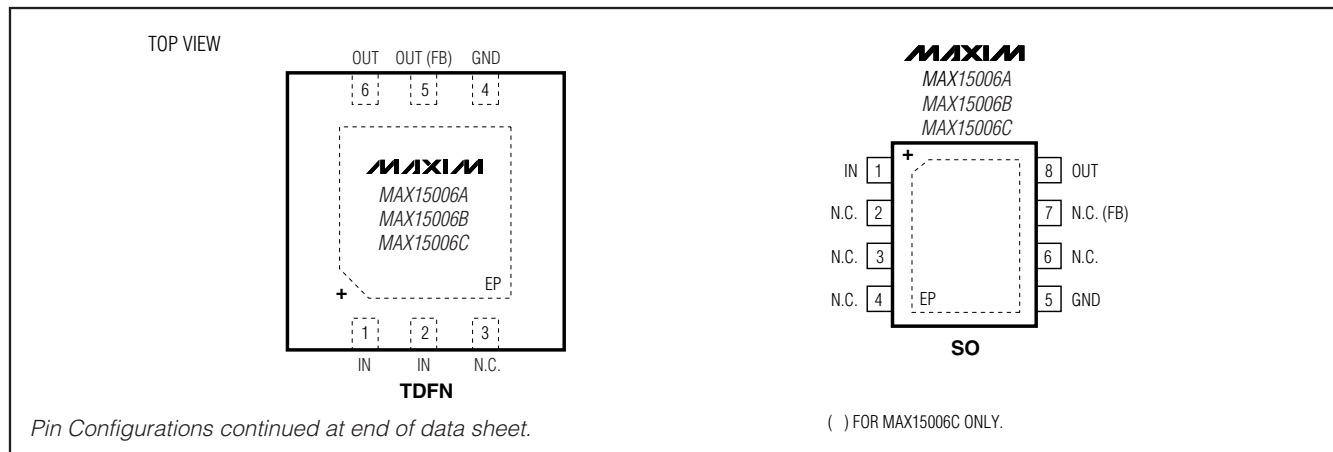 TOP VIEW
OUT OUT (FB) GND
6 5 4
MAXIM
MAX15006A
MAX15006B
MAX15006C
EP
+
1 2 3
IN IN N.C.
TDFN
Pin Configurations continued at end of data sheet.
MAXIM
MAX15006A
MAX15006B
MAX15006C
+
IN 1 8 OUT
N.C. 2 7 N.C. (FB)
N.C. 3 6 N.C.
N.C. 4 EP 5 GND
SO
( ) FOR MAX15006C ONLY.